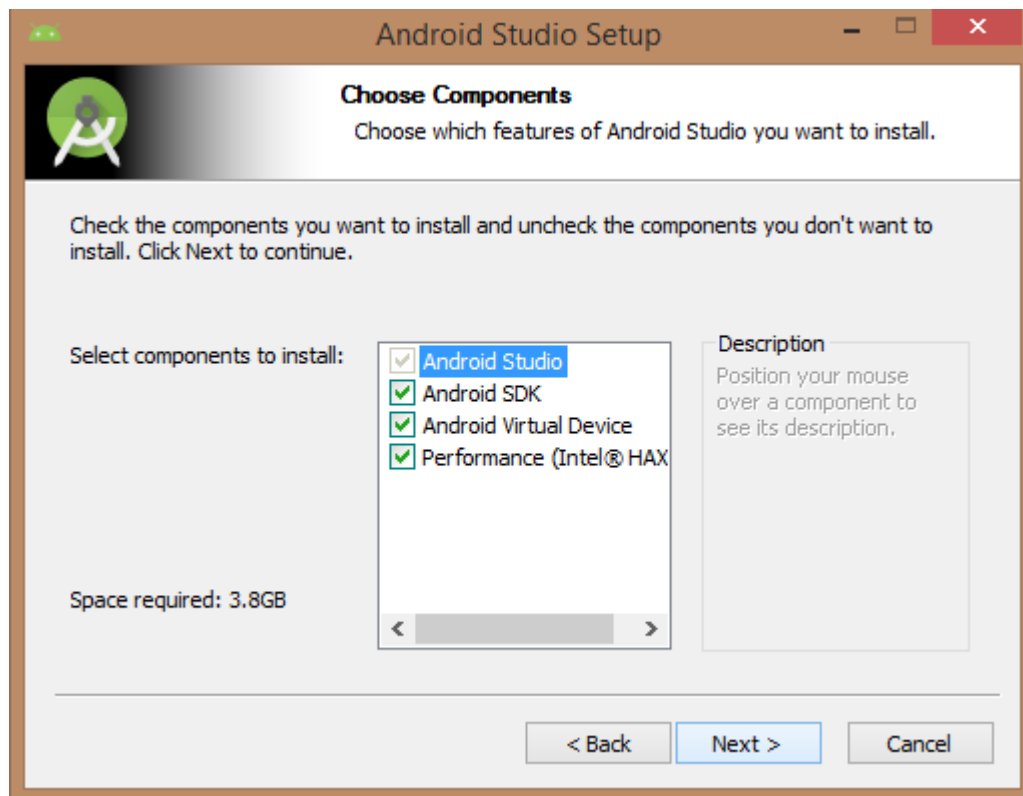 Android Studio Setup
Choose Components
Choose which features of Android Studio you want to install.
Check the components you want to install and uncheck the components you don't want to
install. Click Next to continue.
Select components to install:
Android Studio
Android SDK
Android Virtual Device
Performance (Intel® HAX
Description
Position your mouse
over a component to
see its description.
Space required: 3.8GB
< Back
Next >
Cancel